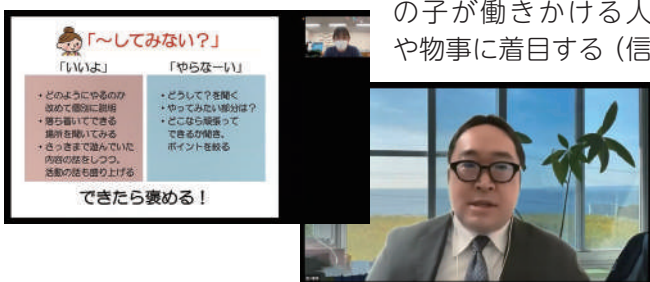 の子が働きかける人
や物事に着目する（信
「～してみない？」
「いいよ」
・どのようにやるのか
改めて個別に説明
・落ち着いてできる
場所を聞いてみる
・さっきまで遊んでいた
内容の話をしつつ、
活動の話も盛り上げる
「やらなーい」
・どうして？を聞く
・やってみたい部分は？
・どこなら頑張って
できるか聞き、
ポイントを絞る
できたら褒める！